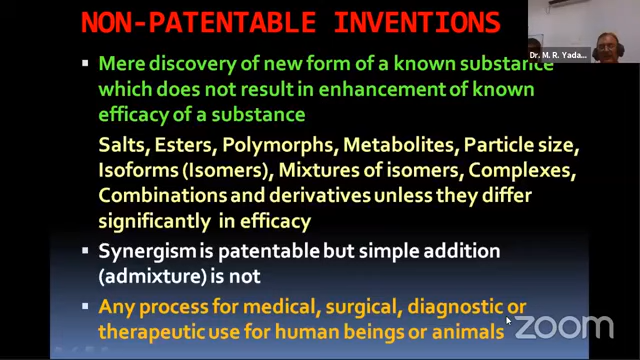 NON-PATENTABLE INVENTIONS
Dr. M. R. Yada...
Mere discovery of new form of a known substance
which does not result in enhancement of known
efficacy of a substance
Salts, Esters, Polymorphs, Metabolites, Particle size,
Isoforms (Isomers), Mixtures of isomers, Complexes,
Combinations and derivatives unless they differ
significantly in efficacy
Synergism is patentable but simple addition
(admixture) is not
Any process for medical, surgical, diagnostic or
therapeutic use for human beings or animals
zoom